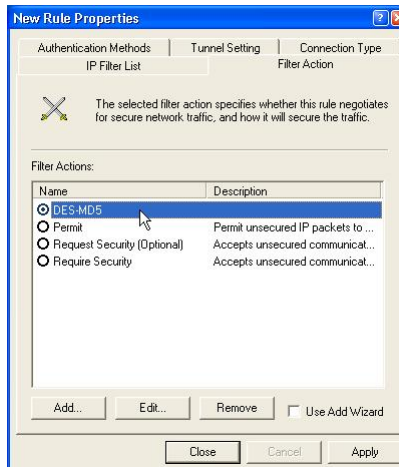 New Rule Properties
Authentication Methods Tunnel Setting Connection Type
IP Filter List Filter Action
The selected filter action specifies whether this rule negotiates
for secure network traffic, and how it will secure the traffic.
Filter Actions:
Name Description
DES-MD5
Permit Permit unsecured IP packets to ...
Request Security (Optional) Accepts unsecured communicat...
Require Security Accepts unsecured communicat...
Add... Edit... Remove Use Add Wizard
Close Cancel Apply